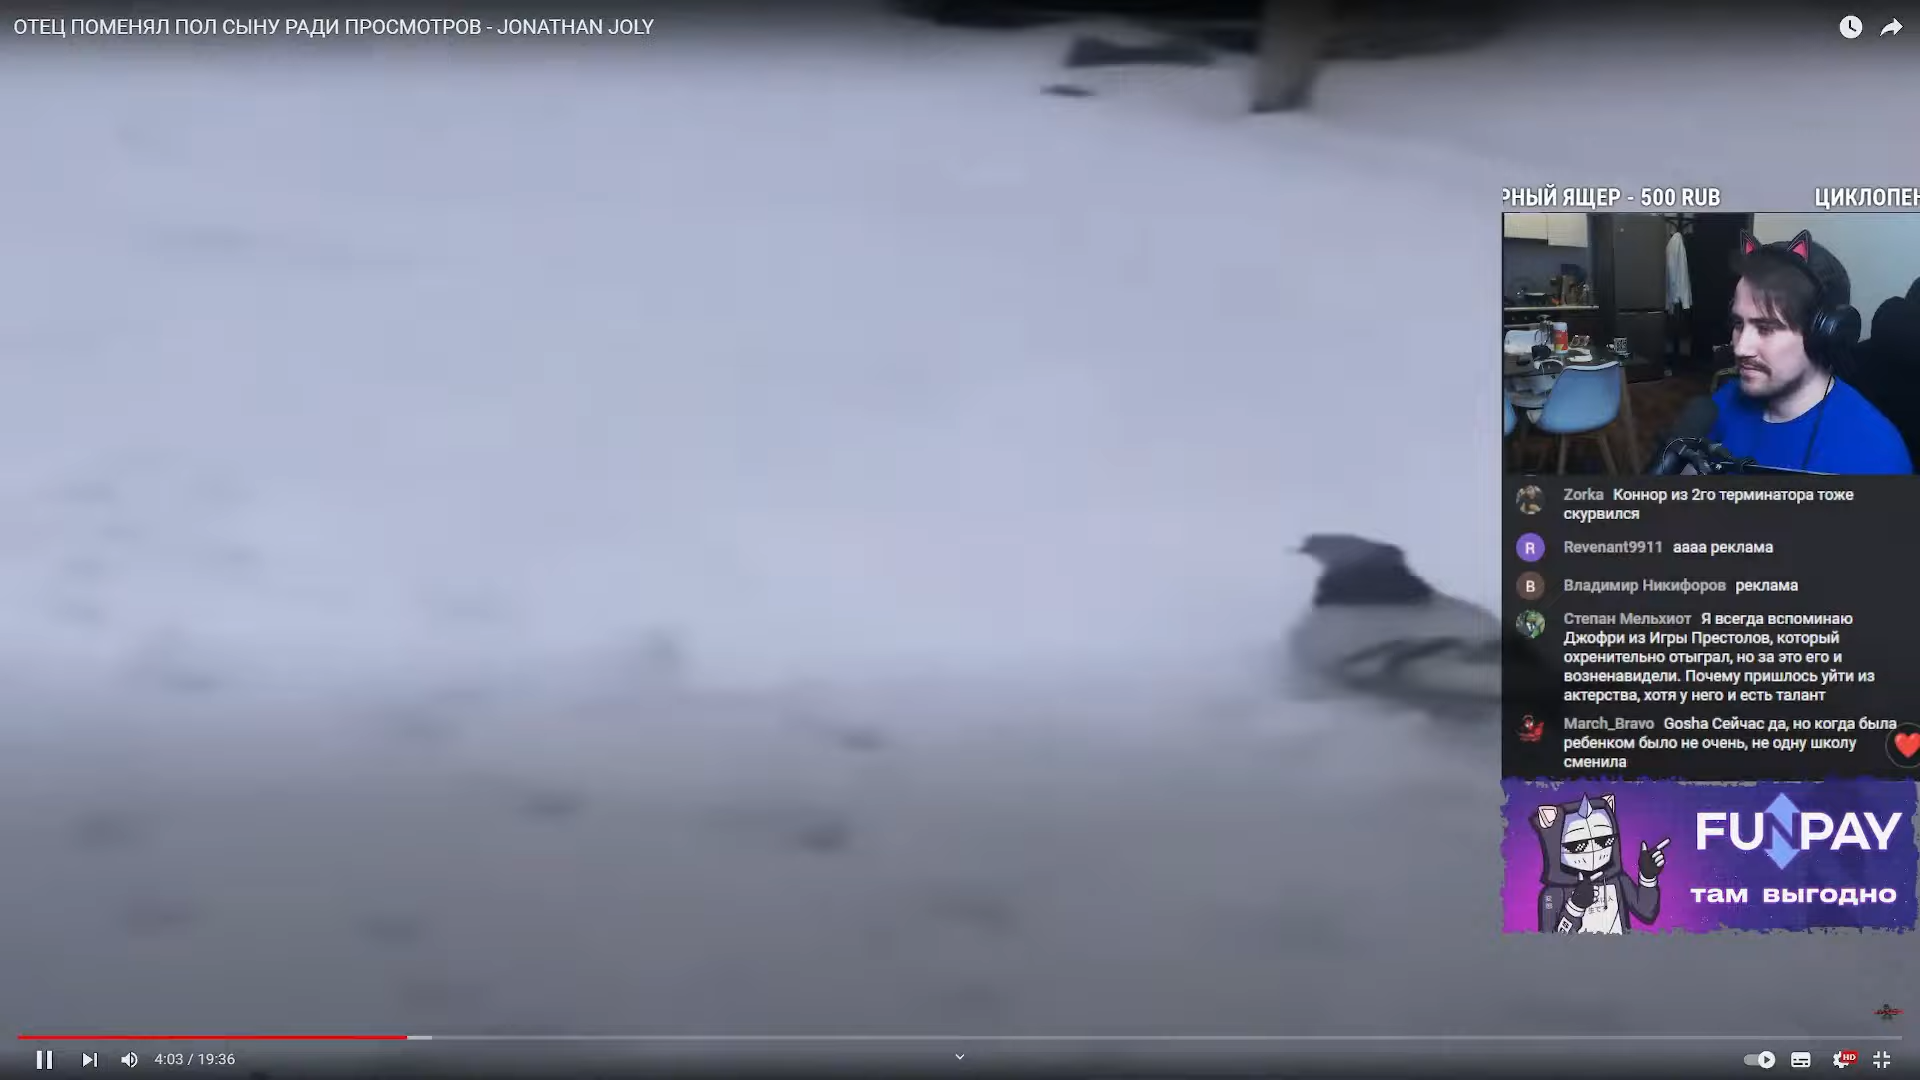 ОТЕЦ ПОМЕНЯЛ ПОЛ СЫНУ РАДИ ПРОСМОТРОВ - JONATHAN JOLY
РНЫЙ ЯЩЕР - 500 RUB ЦИКЛОПЕН
Zorka Коннор из 2го терминатора тоже
скурвился
R Revenant9911 аааа реклама
В Владимир Никифоров реклама
Степан Мельхиот Я всегда вспоминаю
Джофри из Игры Престолов, который
охренительно отыграл, но за это его и
возненавидели. Почему пришлось уйти из
актерства, хотя у него и есть талант
March_Bravo Gosha Сейчас да, но когда была
ребенком было не очень, не одну школу
сменила
FUNPAY
там выгодно
4:03 / 19:36
HD